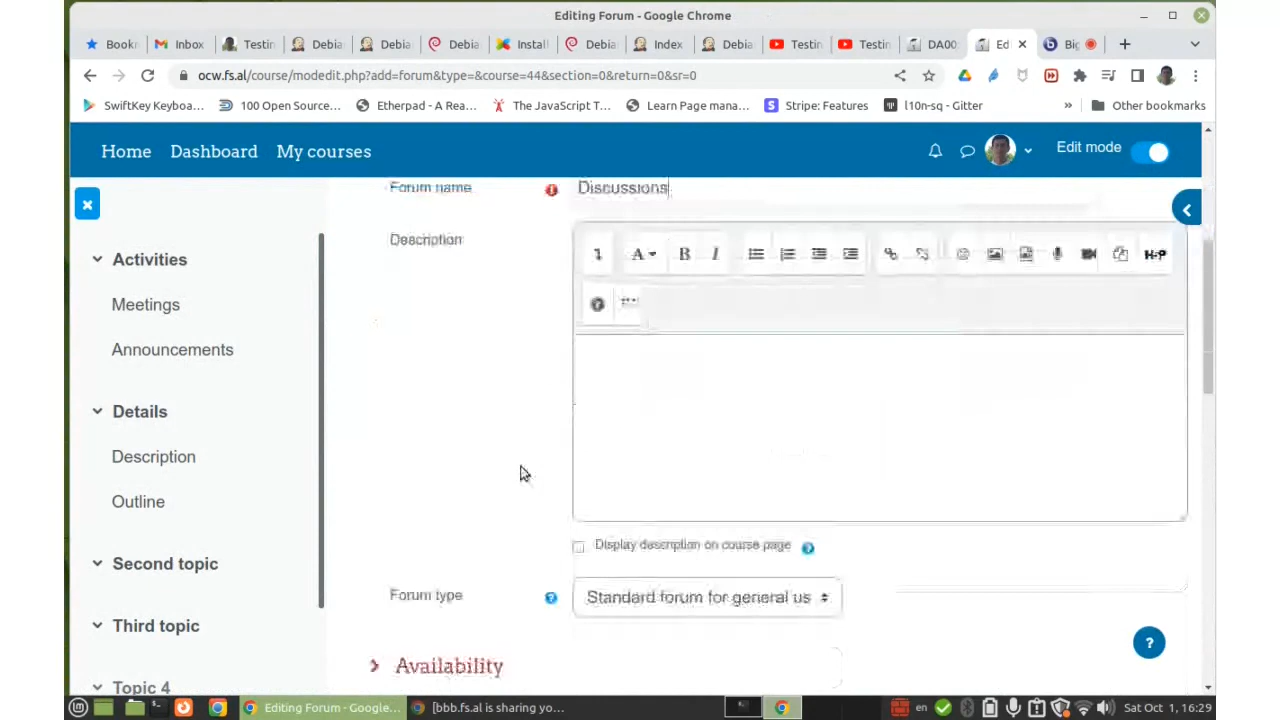 Editing Forum - Google Chrome
Book Inbox Testin Debia Debia Debia Install Debia Index Debia Testin Testin DA00 Ed Big
ocw.fs.al/course/modedit.php?add=forum&type=&course=44&section=0&return=0&sr=0
SwiftKey Keyboa... 100 Open Source... Etherpad - A Rea... The JavaScript T... Learn Page mana... Stripe: Features l10n-sq - Gitter » Other bookmarks
Home Dashboard My courses Edit mode
Forum name Discussions
Description
A B I H-P
Activities
Meetings
Announcements
Details
Description
Outline
Second topic
Third topic
Topic 4
Display description on course page
Forum type Standard forum for general us
Availability
?
Editing Forum - Google... [bbb.fs.al is sharing yo... en Sat Oct 1, 16:29